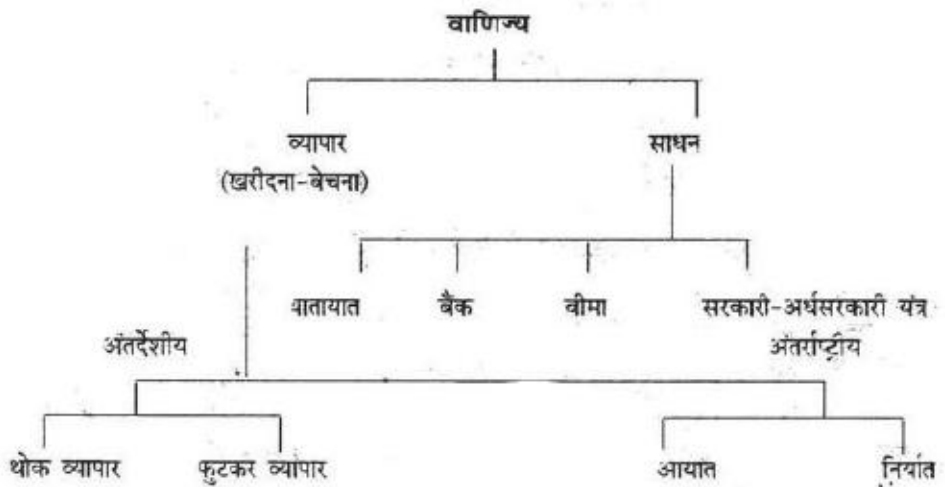 वाणिज्य
व्यापार साधन
(खरीदना-बेचना)
यातायात बैंक बीमा सरकारी-अर्धसरकारी यंत्र
अंतर्देशीय अंतर्राष्ट्रीय
थोक व्यापार फुटकर व्यापार आयात निर्यात